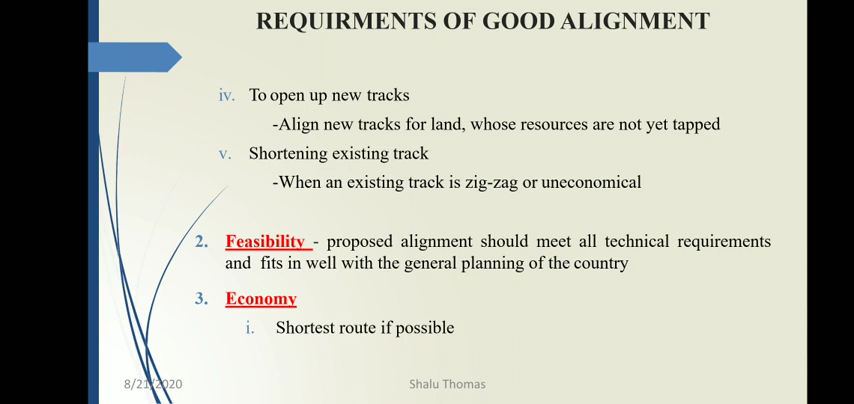 REQUIRMENTS OF GOOD ALIGNMENT
iv. To open up new tracks
-Align new tracks for land, whose resources are not yet tapped
v. Shortening existing track
-When an existing track is zig-zag or uneconomical
2. Feasibility - proposed alignment should meet all technical requirements
and fits in well with the general planning of the country
3. Economy
i. Shortest route if possible
8/21/2020 Shalu Thomas